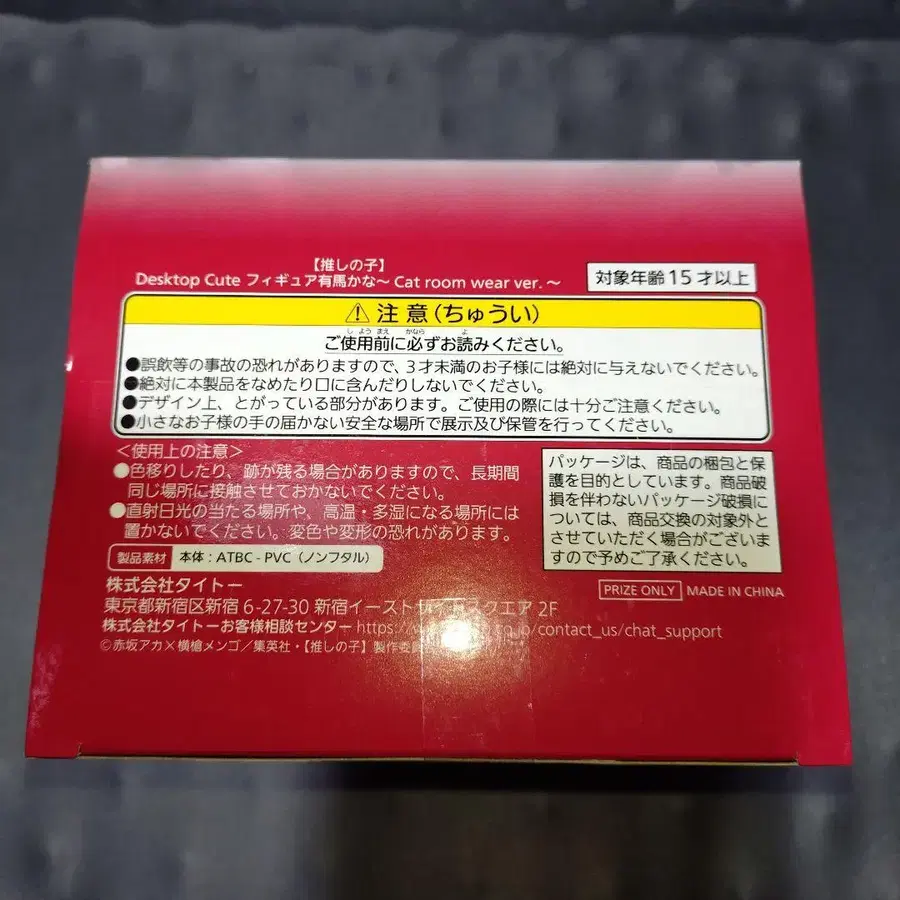 【推しの子】
Desktop Cute フィギュア有馬かな～ Cat room wear ver. ～
対象年齢15才以上
⚠ 注意(ちゅうい)
ご使用前に必ずお読みください。
●誤飲等の事故の恐れがありますので、3才未満のお子様には絶対に与えないでください。
●絶対に本製品をなめたり口に含んだりしないでください。
●デザイン上、とがっている部分があります。ご使用の際には十分ご注意ください。
●小さなお子様の手の届かない安全な場所で展示及び保管を行ってください。
＜使用上の注意＞
●色移りしたり、跡が残る場合がありますので、長期間
同じ場所に接触させておかないでください。
●直射日光の当たる場所や、高温・多湿になる場所には
置かないでください。変色や変形の恐れがあります。
パッケージは、商品の梱包と保
護を目的としています。商品破
損を伴わないパッケージ破損に
ついては、商品交換の対象外と
させていただく場合がございま
すので予めご了承ください。
製品素材 本体：ATBC - PVC（ノンフタル）
株式会社タイトー
PRIZE ONLY MADE IN CHINA
東京都新宿区新宿 6-27-30 新宿イーストサイドスクエア 2F
株式会社タイトーお客様相談センター https://w co.jp/contact_us/chat_support
©赤坂アカ×横槍メンゴ／集英社・【推しの子】製作委